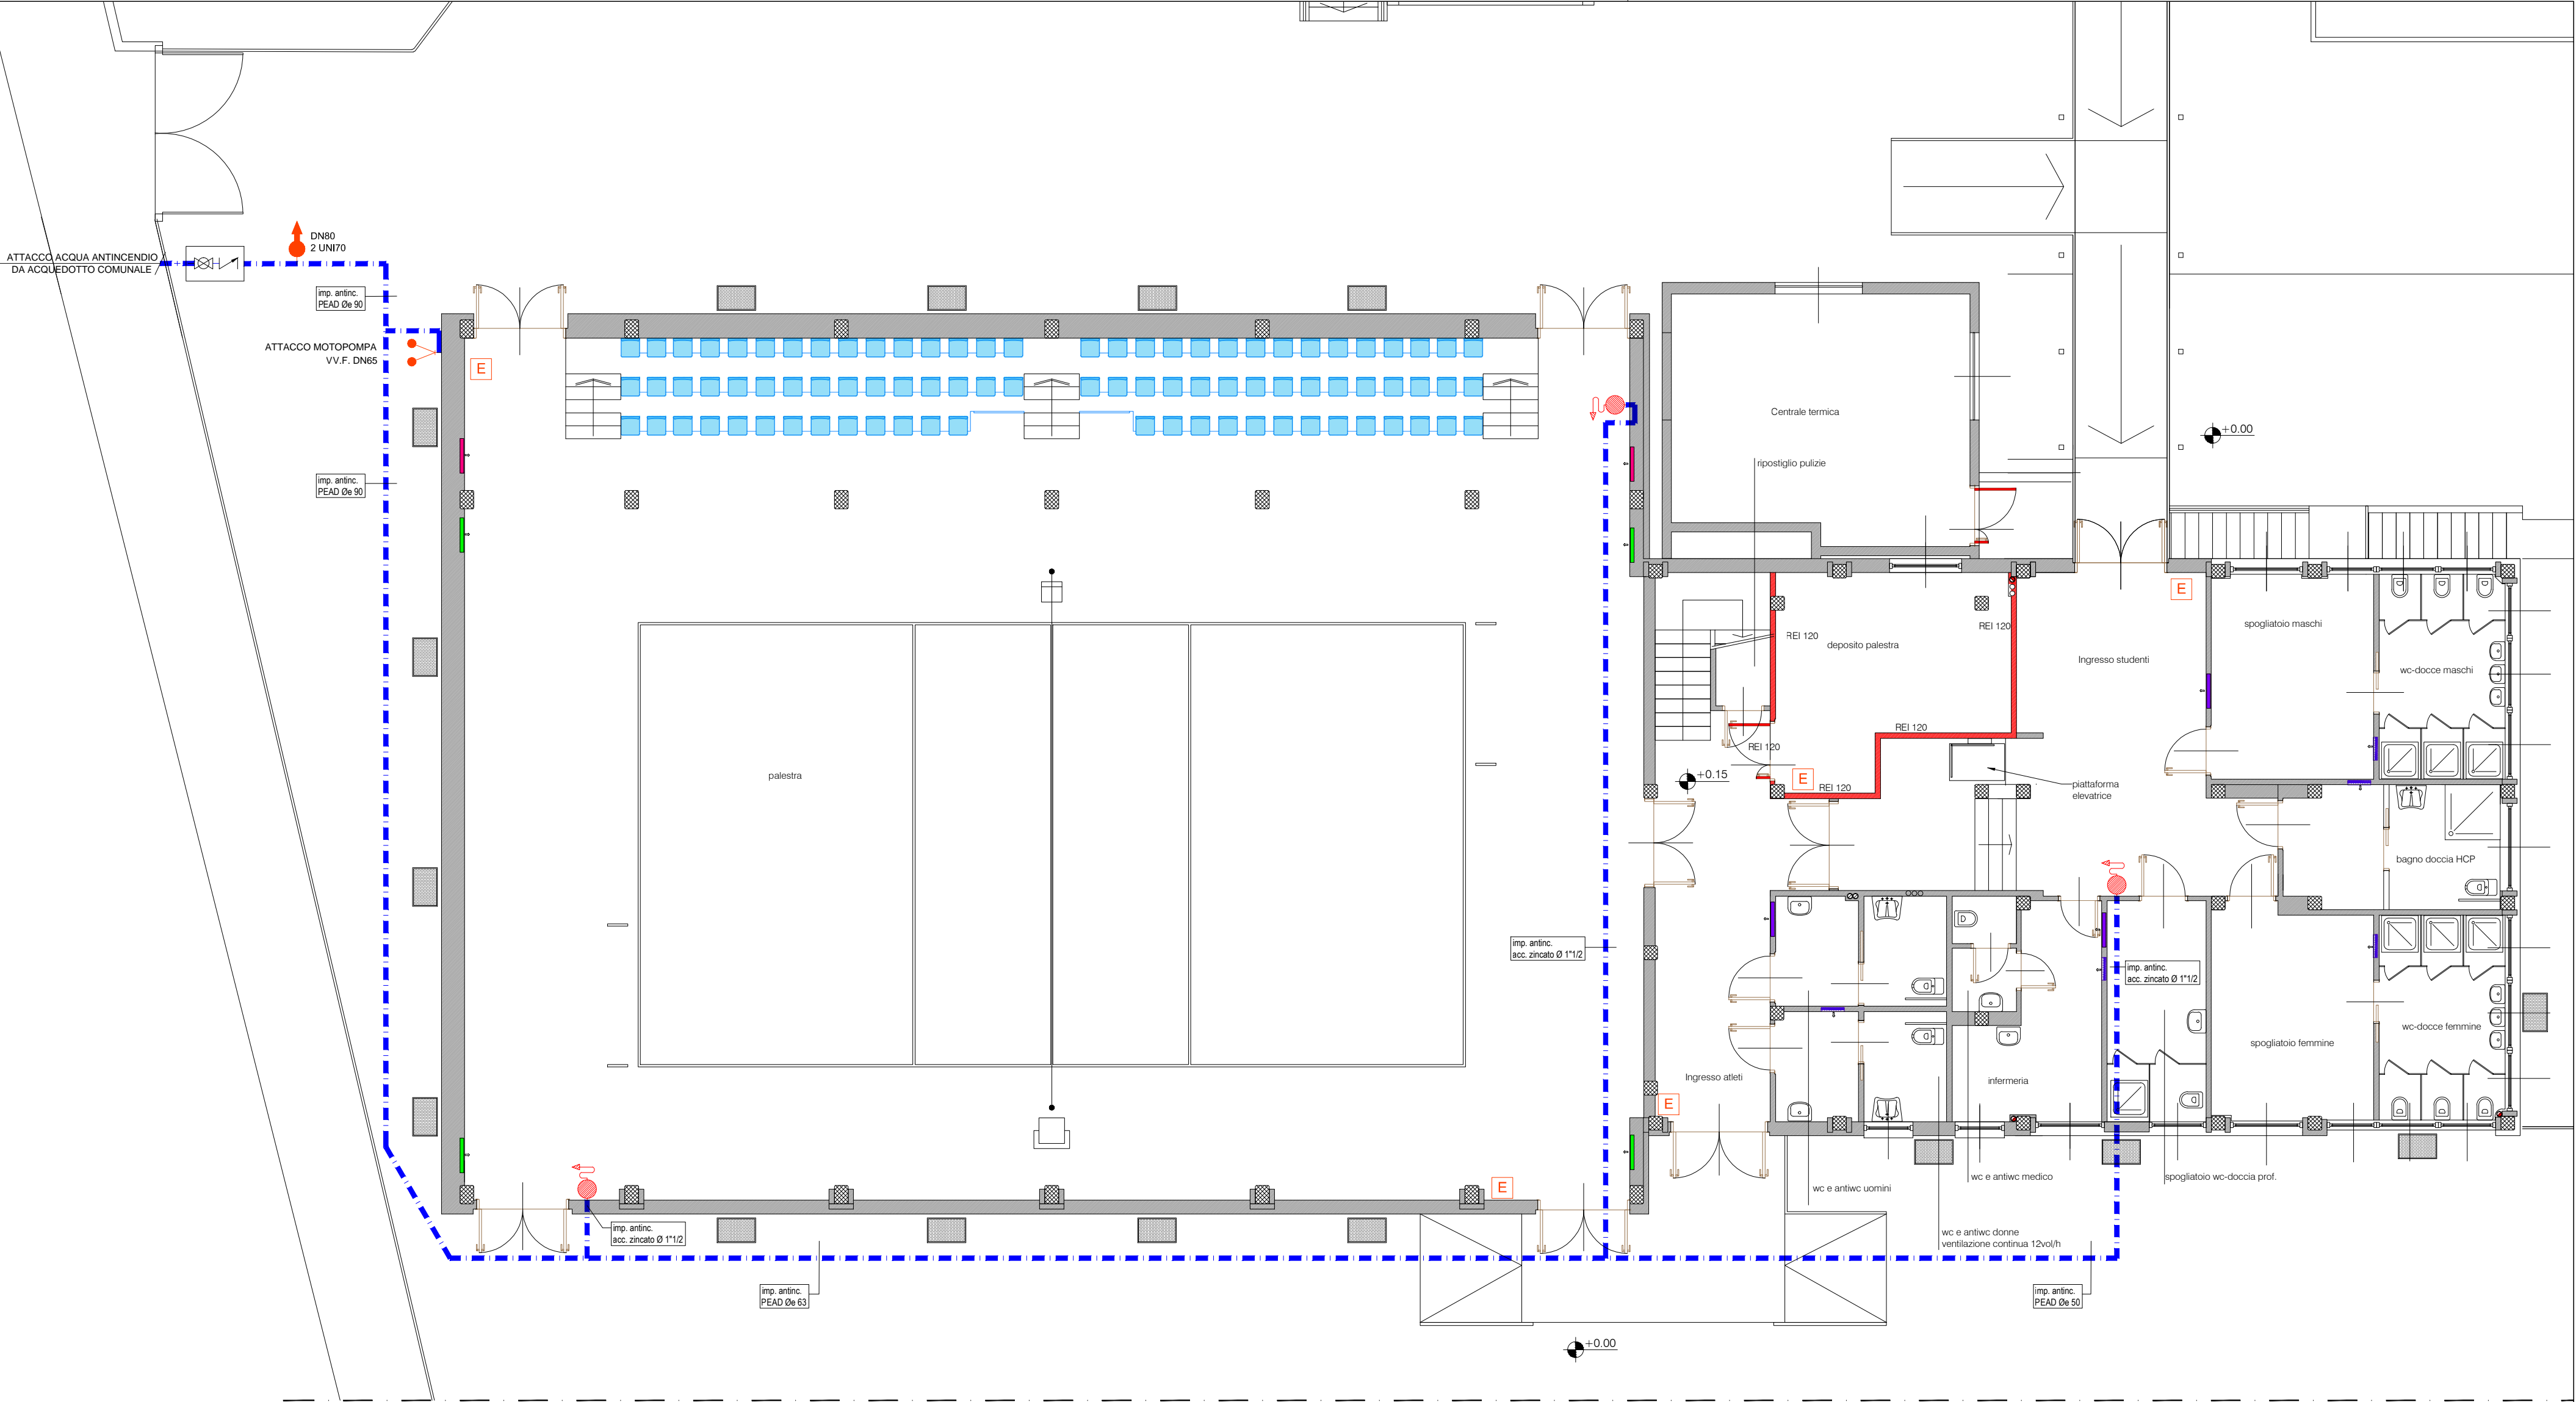 DN80
2 UNI70
ATTACCO ACQUA ANTINCENDIO
DA ACQUEDOTTO COMUNALE
imp. antinc.
PEAD Øe 90
ATTACCO MOTOPOMPA
VV.F. DN65
E
imp. antinc.
PEAD Øe 90
Centrale termica
ripostiglio pulizie
+0.00
E
REI 120
REI 120
deposito palestra
Ingresso studenti
spogliatoio maschi
wc-docce maschi
REI 120
REI 120
palestra
+0.15
E
REI 120
piattaforma
elevatrice
bagno doccia HCP
imp. antinc.
acc. zincato Ø 1"1/2
imp. antinc.
acc. zincato Ø 1"1/2
wc-docce femmine
spogliatoio femmine
Ingresso atleti
infermeria
E
E
wc e antiwc uomini
wc e antiwc medico
spogliatoio wc-doccia prof.
imp. antinc.
acc. zincato Ø 1"1/2
wc e antiwc donne
ventilazione continua 12vol/h
imp. antinc.
PEAD Øe 63
imp. antinc.
PEAD Øe 50
+0.00